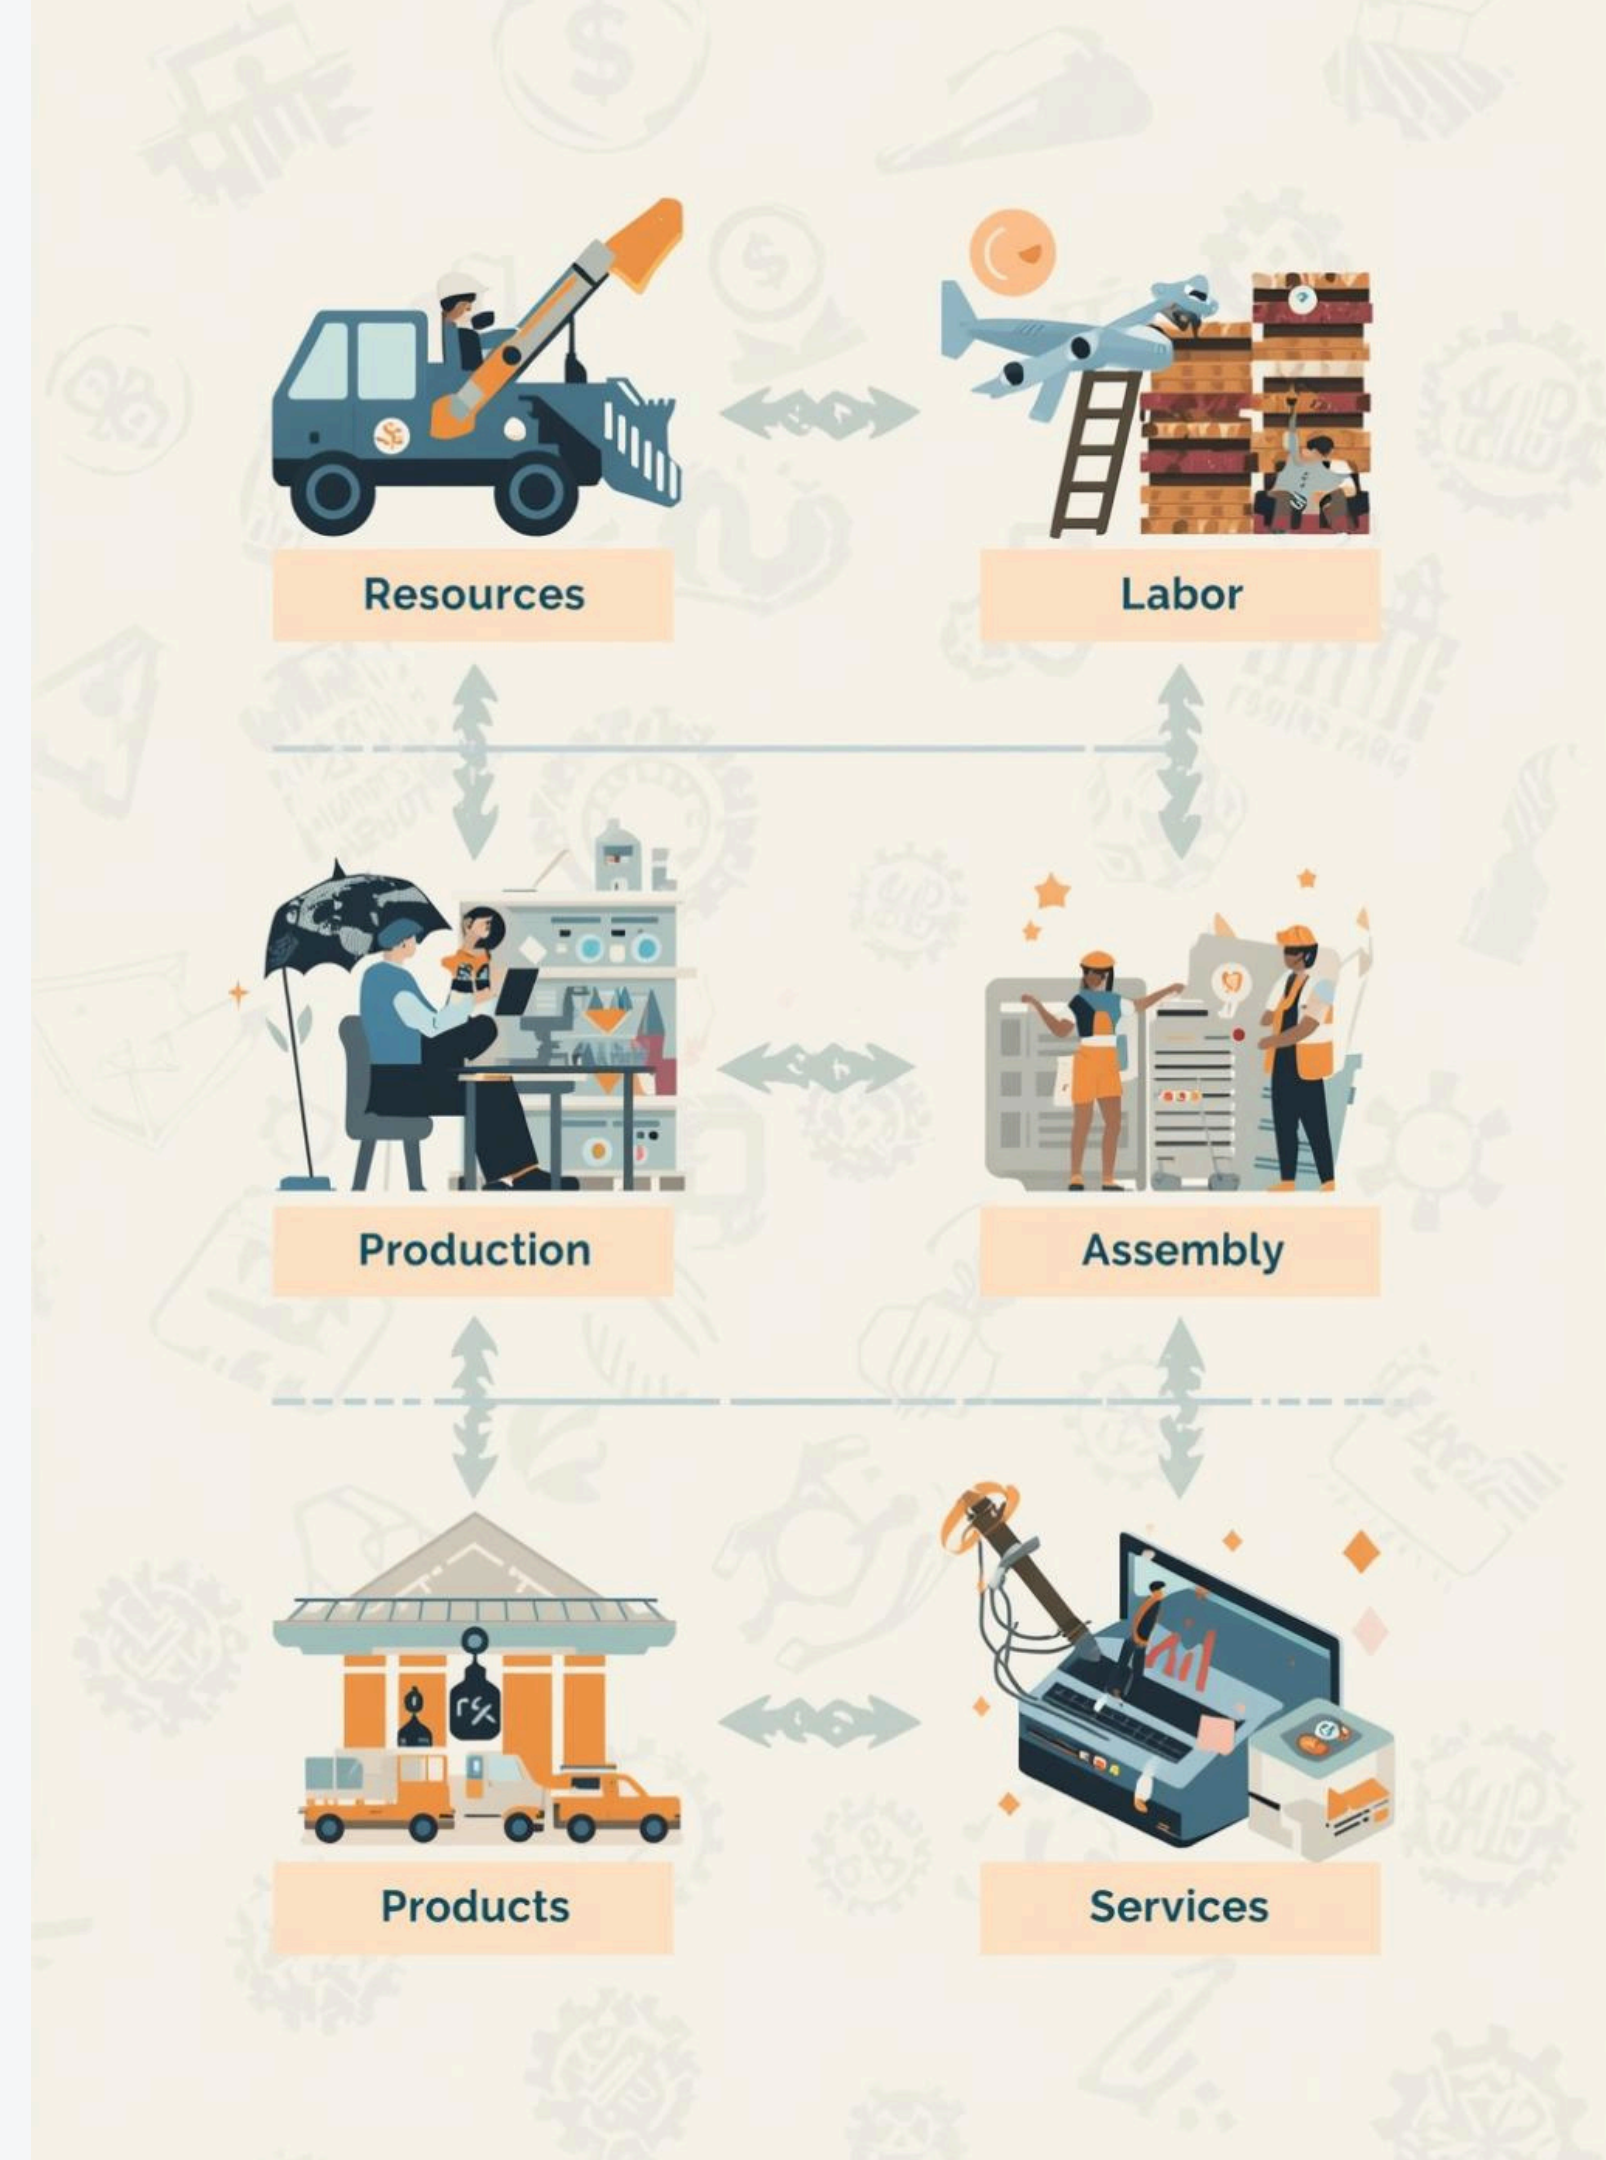 Resources
Labor
Production
Assembly
Products
Services